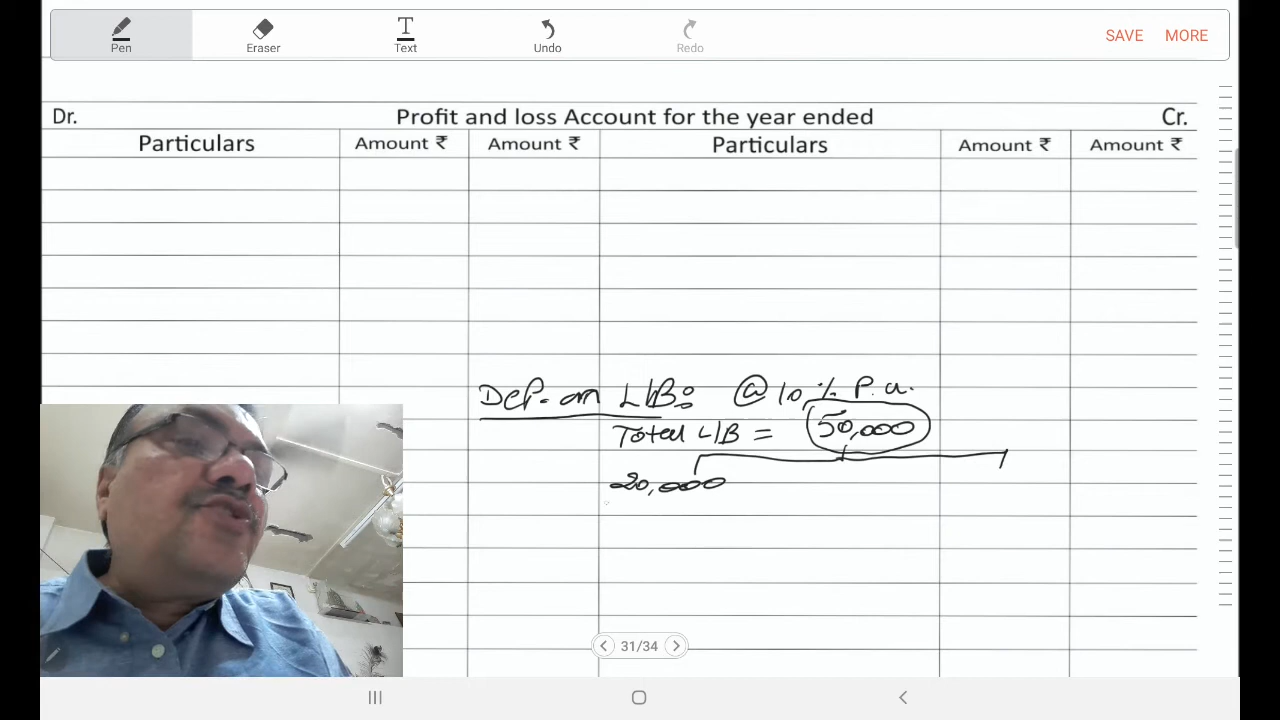 Pen Eraser Text Undo Redo SAVE MORE
Dr. Profit and loss Account for the year ended Cr.
Particulars Amount ₹ Amount ₹ Particulars Amount ₹ Amount ₹
Dep. on L/B: @ 10 % P.a.
Total L/B = 50,000
20,000
31/34